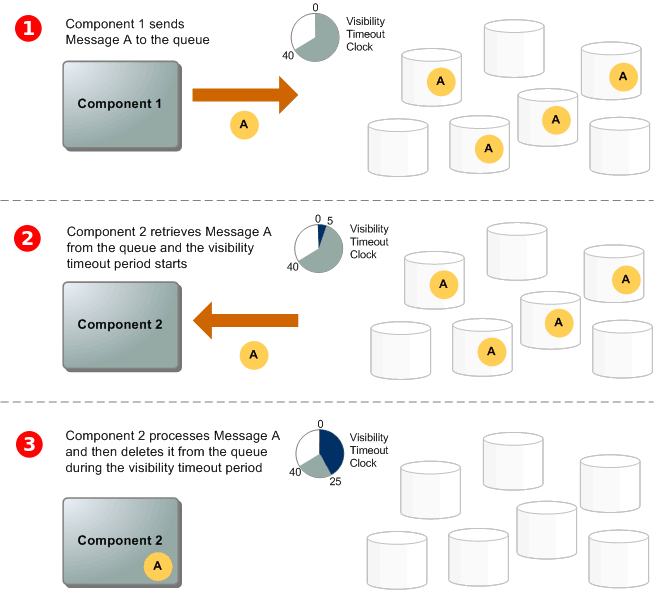 1
Component 1 sends
Message A to the queue
0
40
Visibility
Timeout
Clock
Component 1
A
A
A
A
A
2
Component 2 retrieves Message A
from the queue and the visibility
timeout period starts
0 5
40
Visibility
Timeout
Clock
Component 2
A
A
A
A
A
3
Component 2 processes Message A
and then deletes it from the queue
during the visibility timeout period
0
40
25
Visibility
Timeout
Clock
Component 2
A